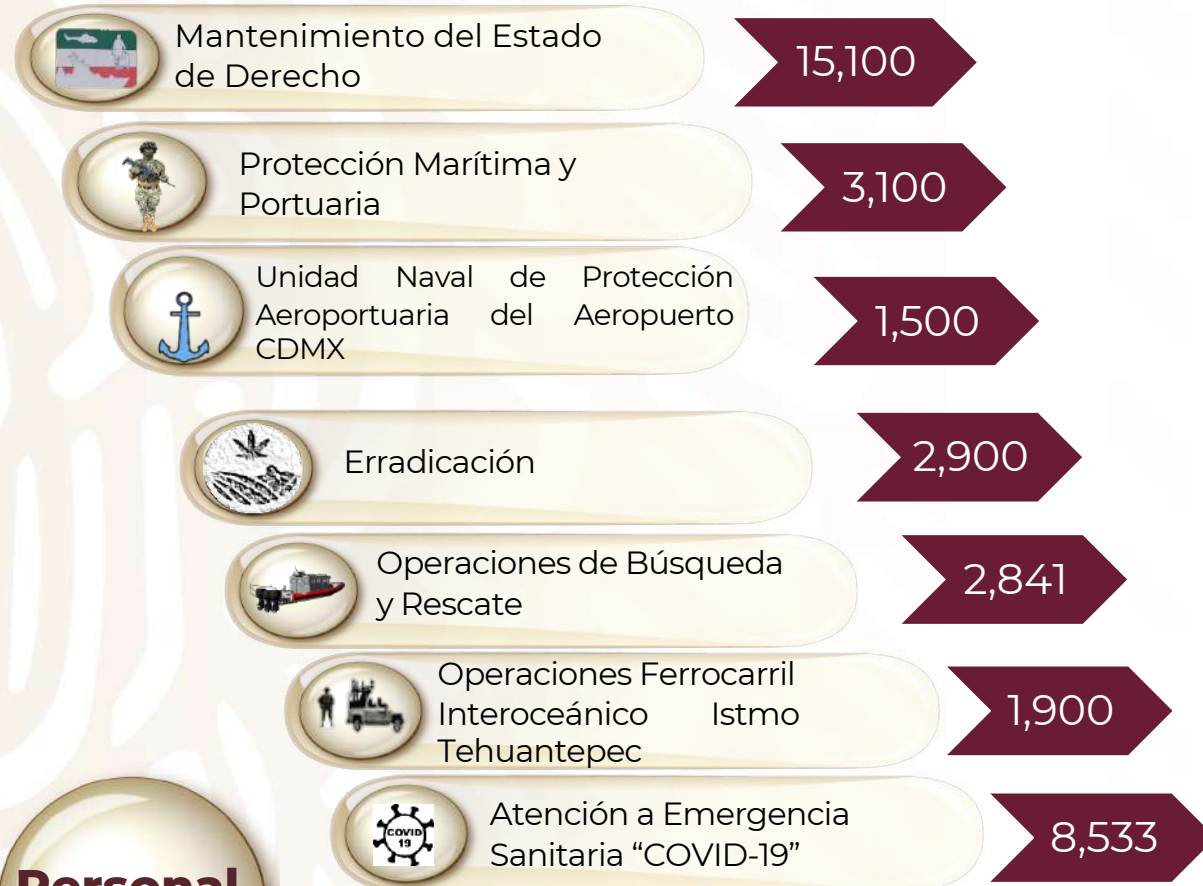 Mantenimiento del Estado
de Derecho
15,100
Protección Marítima y
Portuaria
3,100
Unidad Naval de Protección
Aeroportuaria del Aeropuerto
CDMX
1,500
Erradicación
2,900
Operaciones de Búsqueda
y Rescate
2,841
Operaciones Ferrocarril
Interoceánico Istmo
Tehuantepec
1,900
COVID
19
Atención a Emergencia
Sanitaria “COVID-19”
8,533
Personal